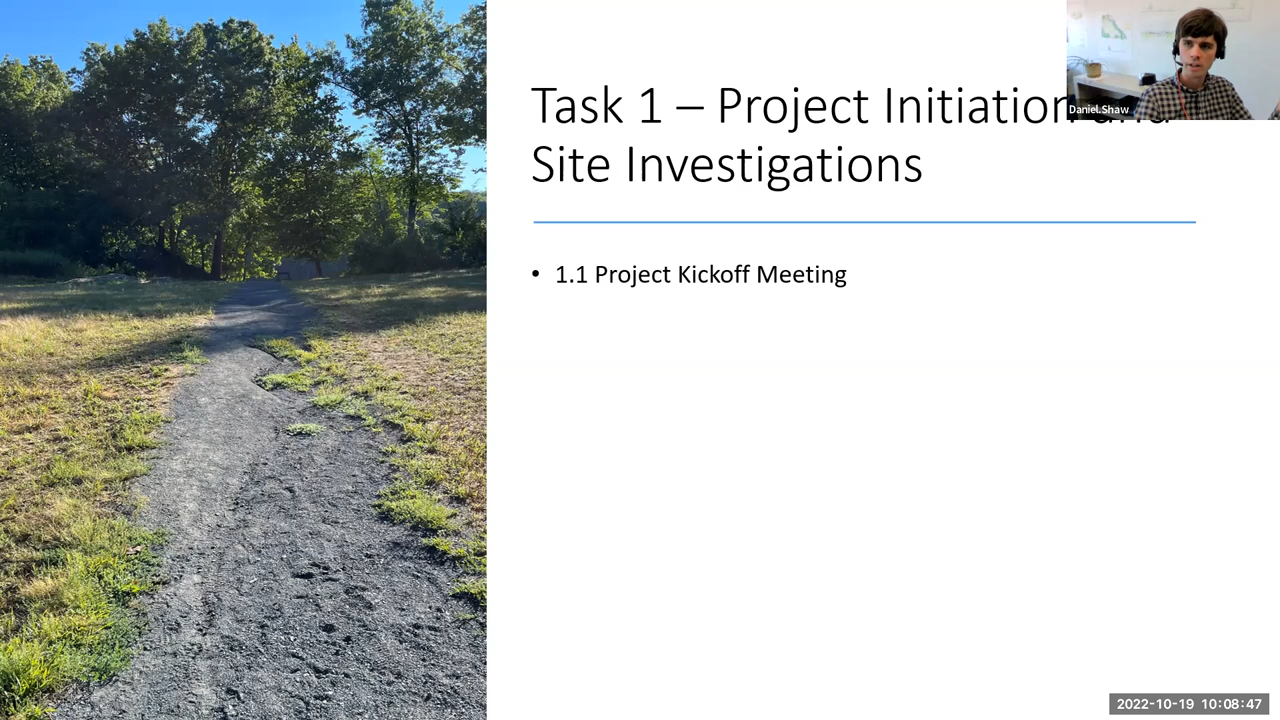 Task 1 – Project Initiation and
Site Investigations
• 1.1 Project Kickoff Meeting
Daniel.Shaw
2022-10-19 10:08:47